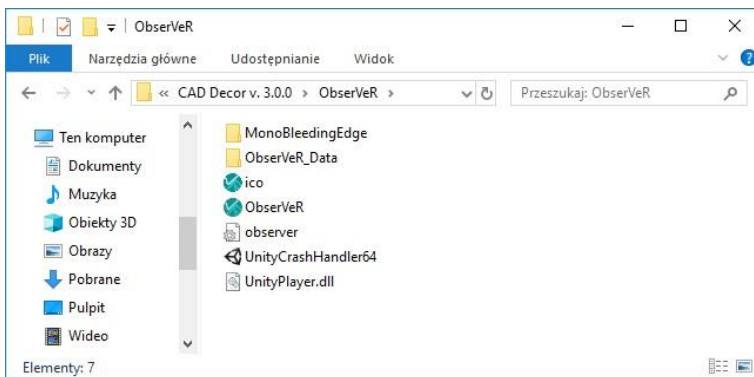 ObserVeR
Plik Narzędzia główne Udostępnianie Widok
« CAD Decor v. 3.0.0 › ObserVeR › Przeszukaj: ObserVeR
Ten komputer
Dokumenty
Muzyka
Obiekty 3D
Obrazy
Pobrane
Pulpit
Wideo
MonoBleedingEdge
ObserVeR_Data
ico
ObserVeR
observer
UnityCrashHandler64
UnityPlayer.dll
Elementy: 7